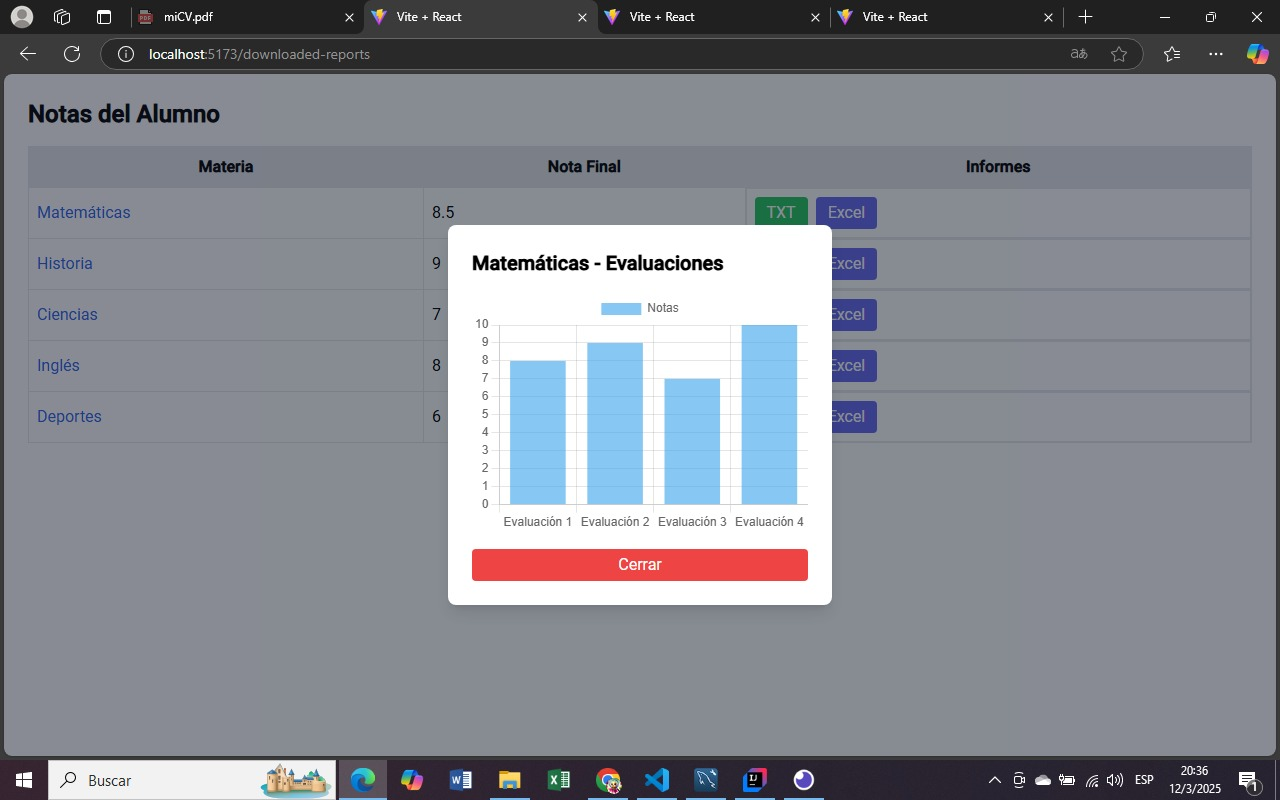 miCV.pdf
Vite + React
Vite + React
Vite + React
localhost:5173/downloaded-reports
Notas del Alumno
Materia Nota Final Informes
Matemáticas 8.5 TXT Excel
Historia 9 Excel
Ciencias 7 Excel
Inglés 8 Excel
Deportes 6 Excel
Matemáticas - Evaluaciones
Notas
10
9
8
7
6
5
4
3
2
1
0
Evaluación 1 Evaluación 2 Evaluación 3 Evaluación 4
Cerrar
Buscar
ESP
20:36
12/3/2025
1